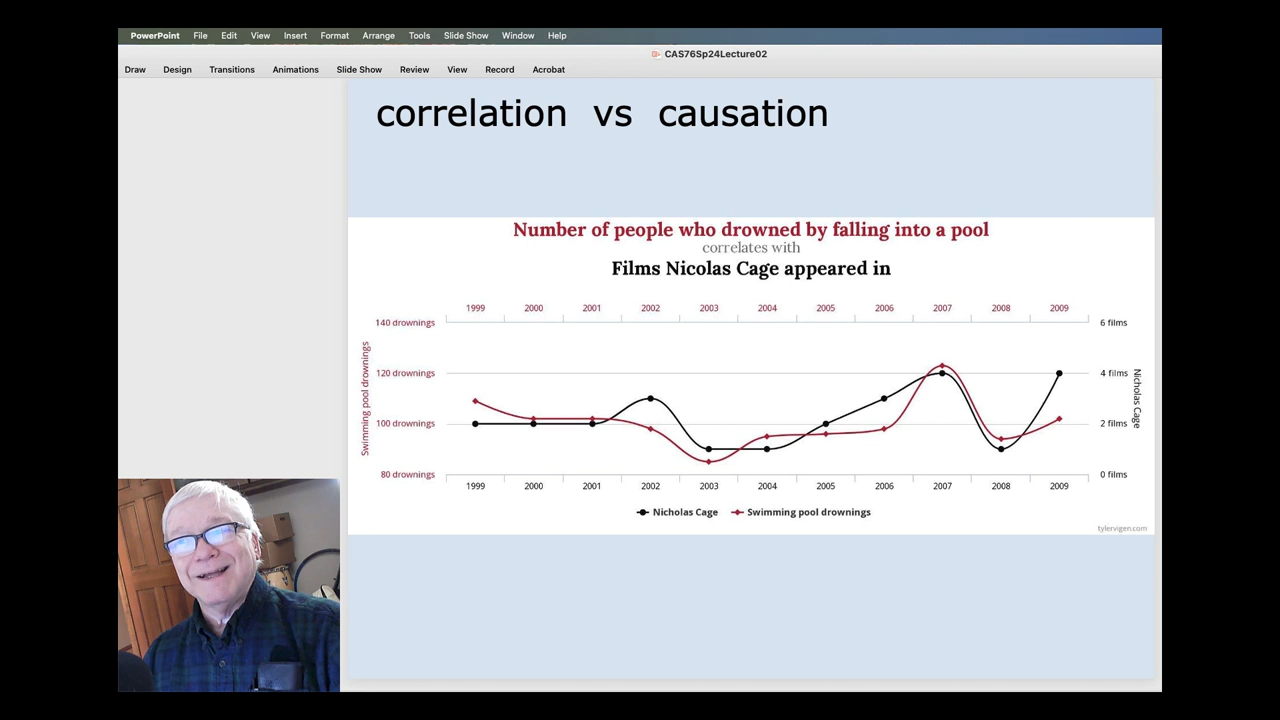 PowerPoint File Edit View Insert Format Arrange Tools Slide Show Window Help
CAS76Sp24Lecture02
Draw Design Transitions Animations Slide Show Review View Record Acrobat
correlation vs causation
Number of people who drowned by falling into a pool
correlates with
Films Nicolas Cage appeared in
1999 2000 2001 2002 2003 2004 2005 2006 2007 2008 2009
140 drownings 6 films
120 drownings 4 films
100 drownings 2 films
80 drownings 0 films
Swimming pool drownings
Nicholas Cage
1999 2000 2001 2002 2003 2004 2005 2006 2007 2008 2009
Nicholas Cage Swimming pool drownings
tylervigen.com